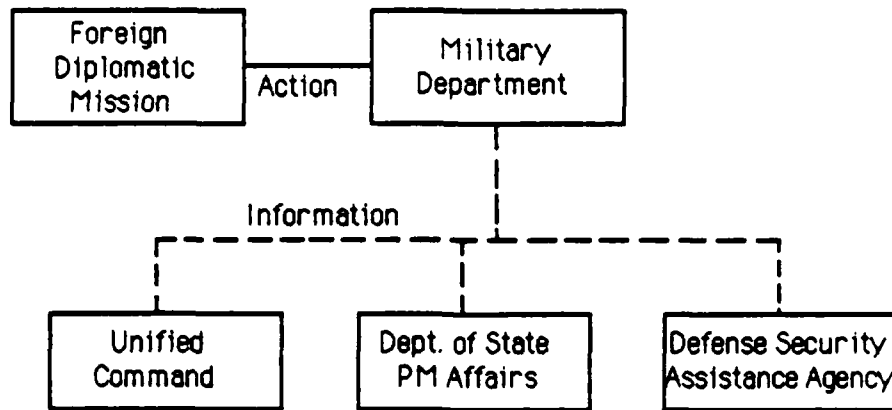 Foreign
Diplomatic
Mission
Action
Military
Department
Information
Unified
Command
Dept. of State
PM Affairs
Defense Security
Assistance Agency